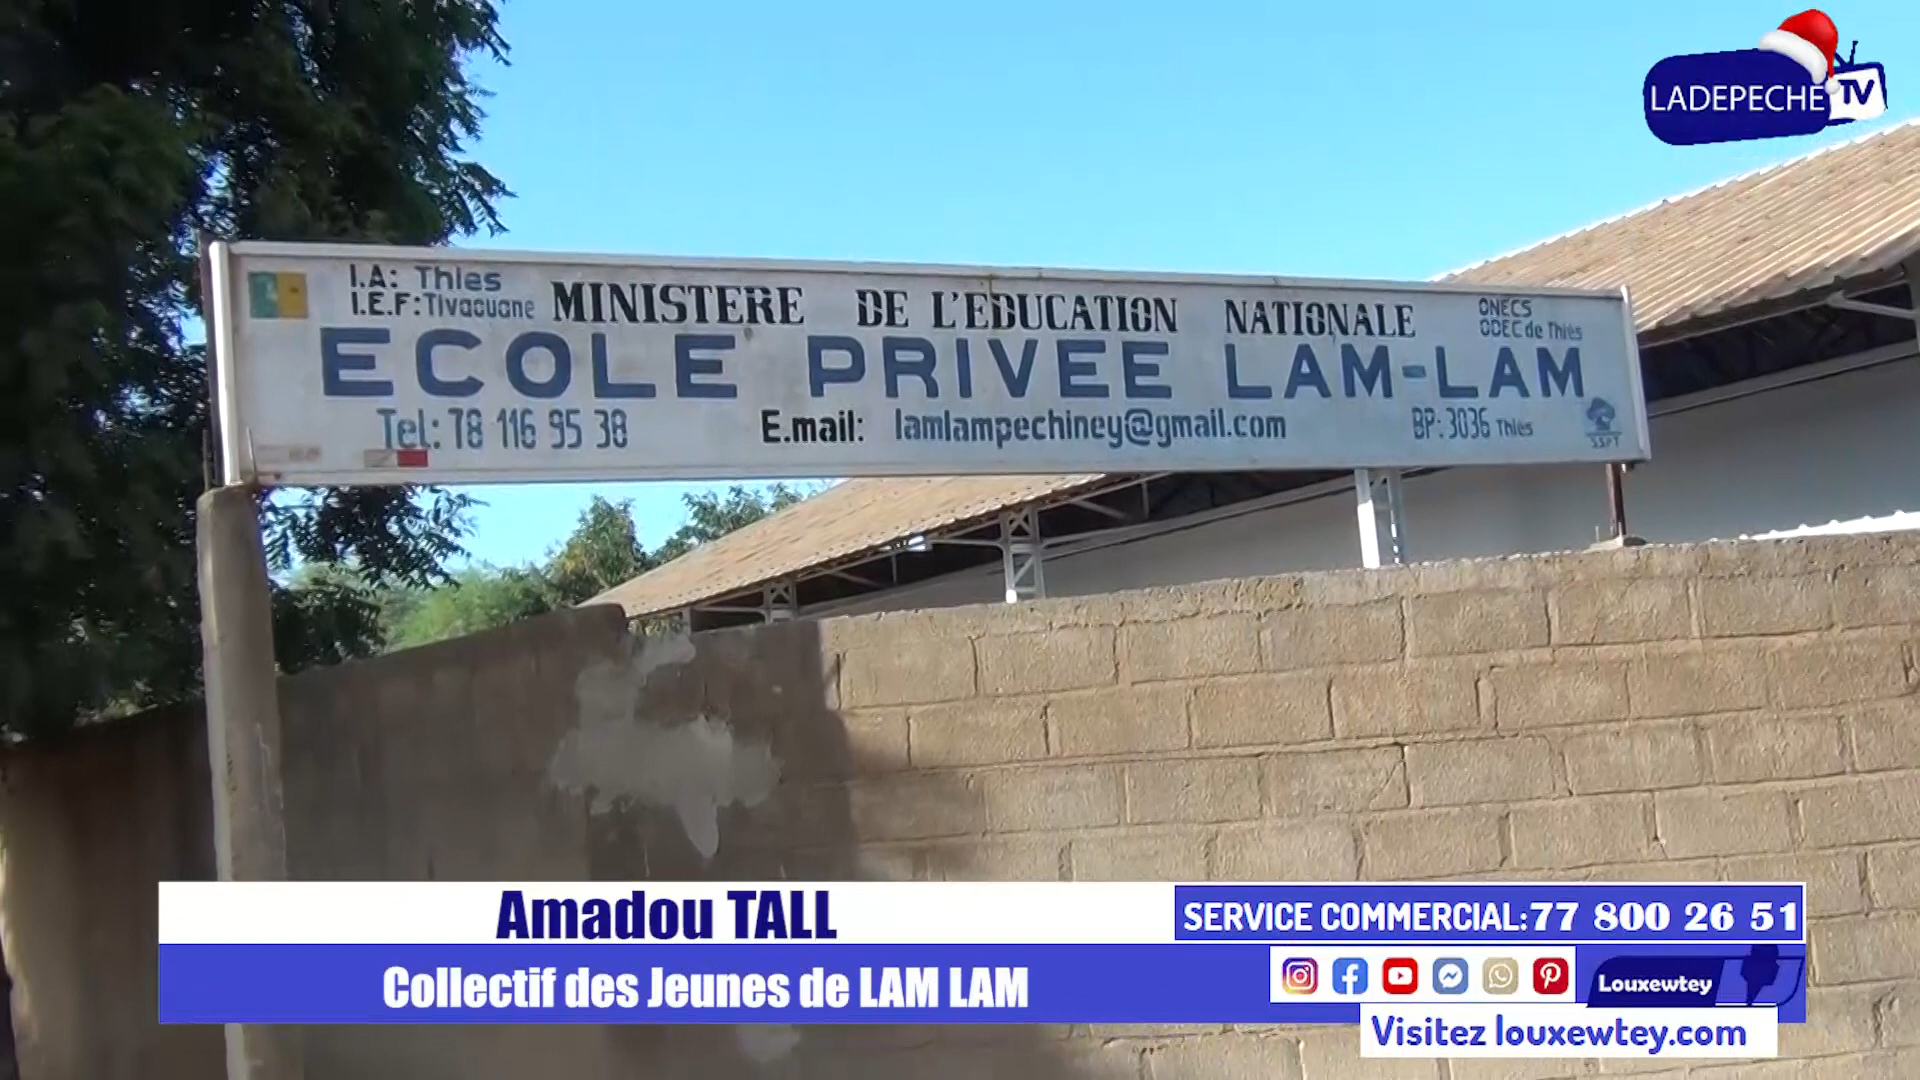 LADEPECHE TV
I.A: Thies
I.E.F: Tivaouane
MINISTERE DE L'EDUCATION NATIONALE
ONECS
ODEC de Thiès
ECOLE PRIVEE LAM-LAM
Tel: 78 116 95 38 E.mail: lamlampechiney@gmail.com BP: 3036 Thiès
S.S.P.T
Amadou TALL
Collectif des Jeunes de LAM LAM
SERVICE COMMERCIAL:77 800 26 51
Louxewtey
Visitez louxewtey.com